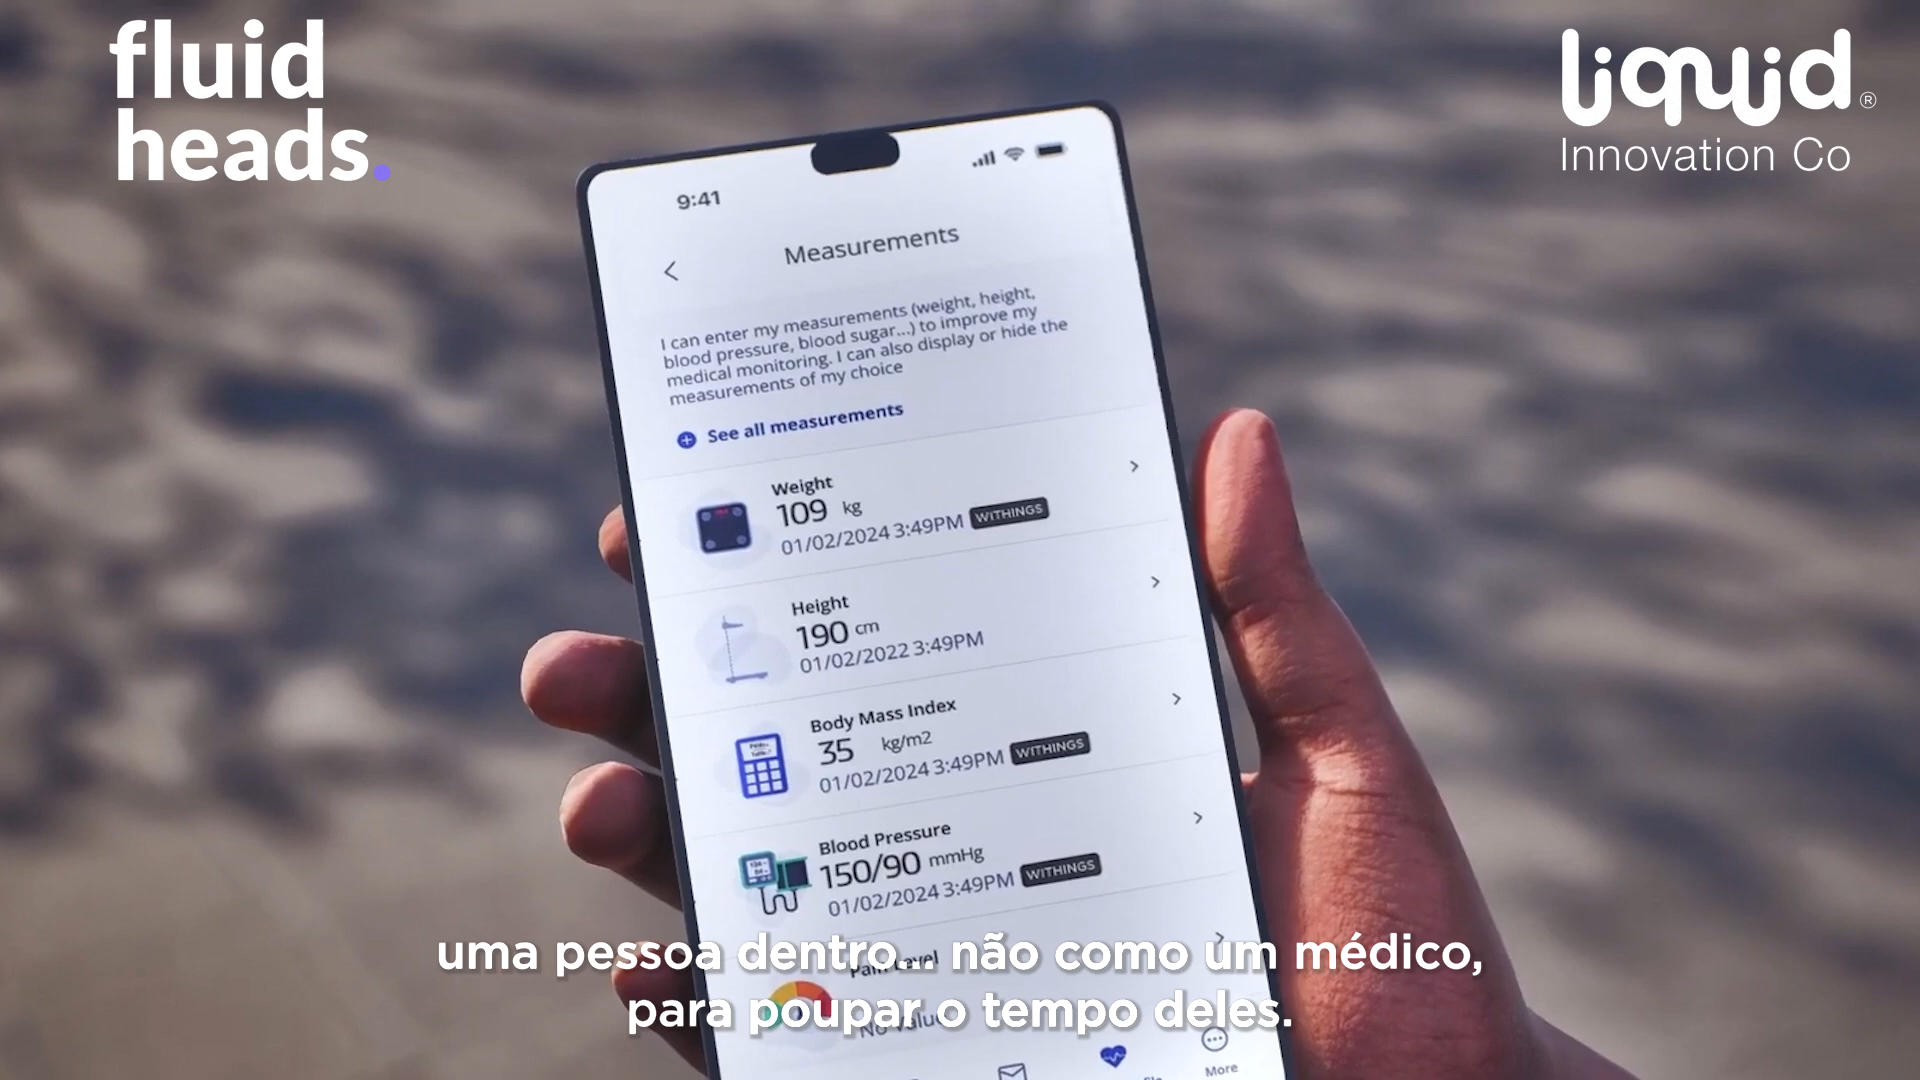 fluid
heads.
liquid®
Innovation Co
9:41
Measurements
I can enter my measurements (weight, height,
blood pressure, blood sugar...) to improve my
medical monitoring. I can also display or hide the
measurements of my choice
See all measurements
Weight
109 kg
01/02/2024 3:49PM WITHINGS
Height
190 cm
01/02/2022 3:49PM
Body Mass Index
35 kg/m2
01/02/2024 3:49PM WITHINGS
Blood Pressure
150/90 mmHg
01/02/2024 3:49PM WITHINGS
Pain Level
No value
uma pessoa dentro... não como um médico,
para poupar o tempo deles.
More